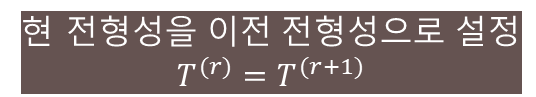 현 전형성을 이전 전형성으로 설정
T^(r) = T^(r+1)